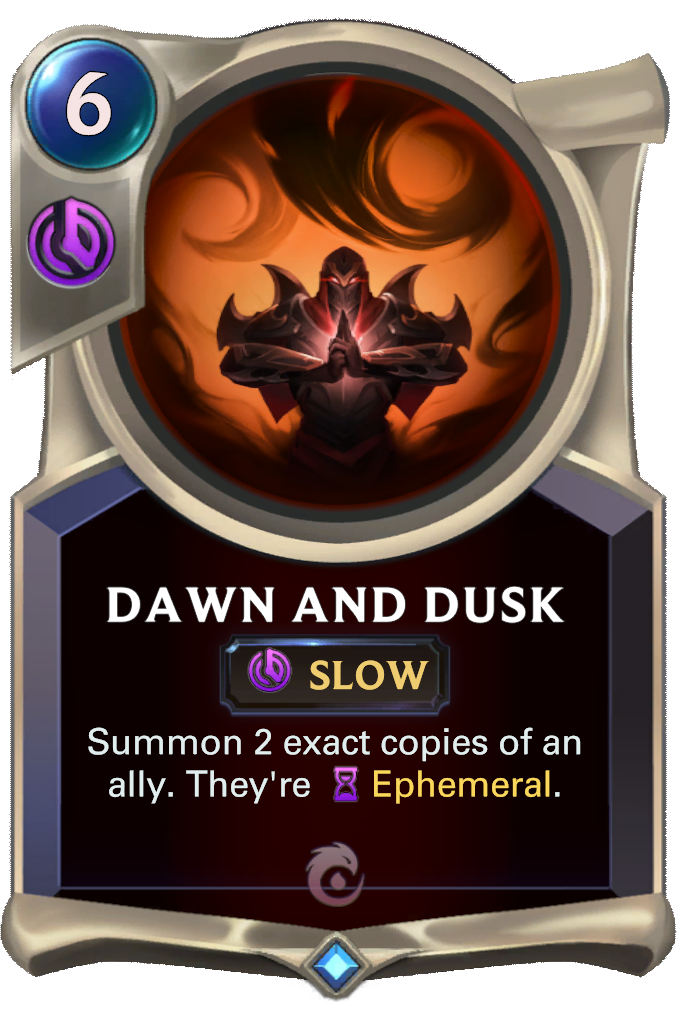 6
DAWN AND DUSK
SLOW
Summon 2 exact copies of an
ally. They're Ephemeral.